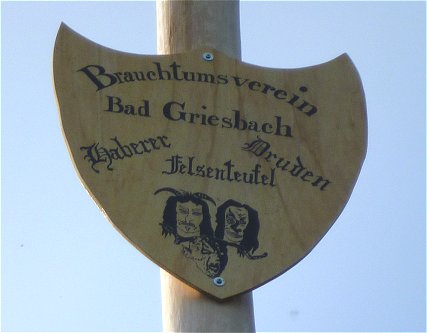 Brauchtumsverein
Bad Griesbach
Haberer Druden
Felsenteufel